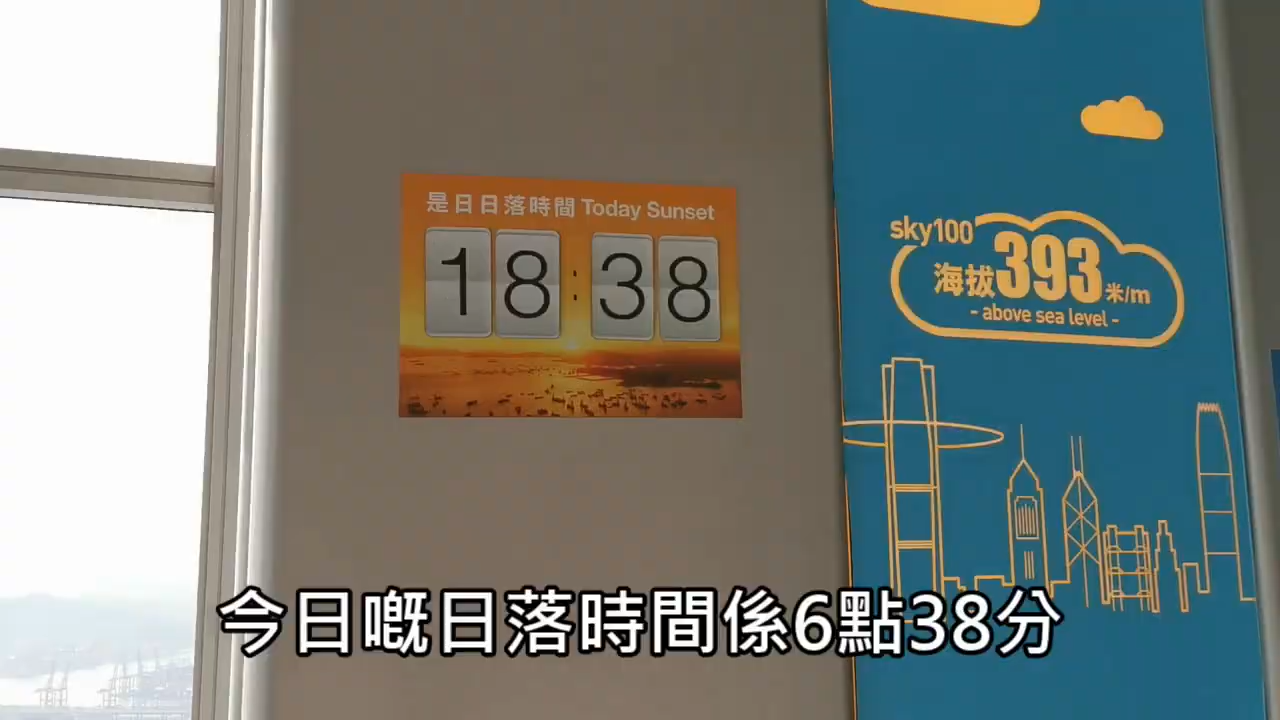 是日日落時間 Today Sunset
18:38
sky100
海拔393米/m
- above sea level -
今日嘅日落時間係6點38分